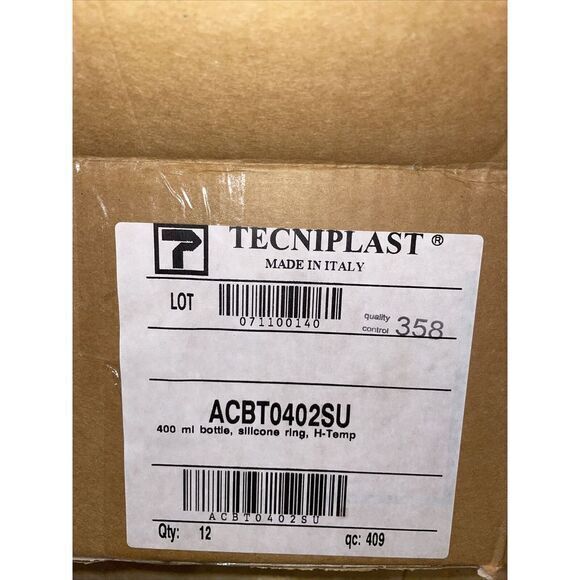 TECNIPLAST ®
MADE IN ITALY
LOT
071100140
quality control 358
ACBT0402SU
400 ml bottle, silicone ring, H-Temp
ACBT0402SU
Qty: 12 qc: 409